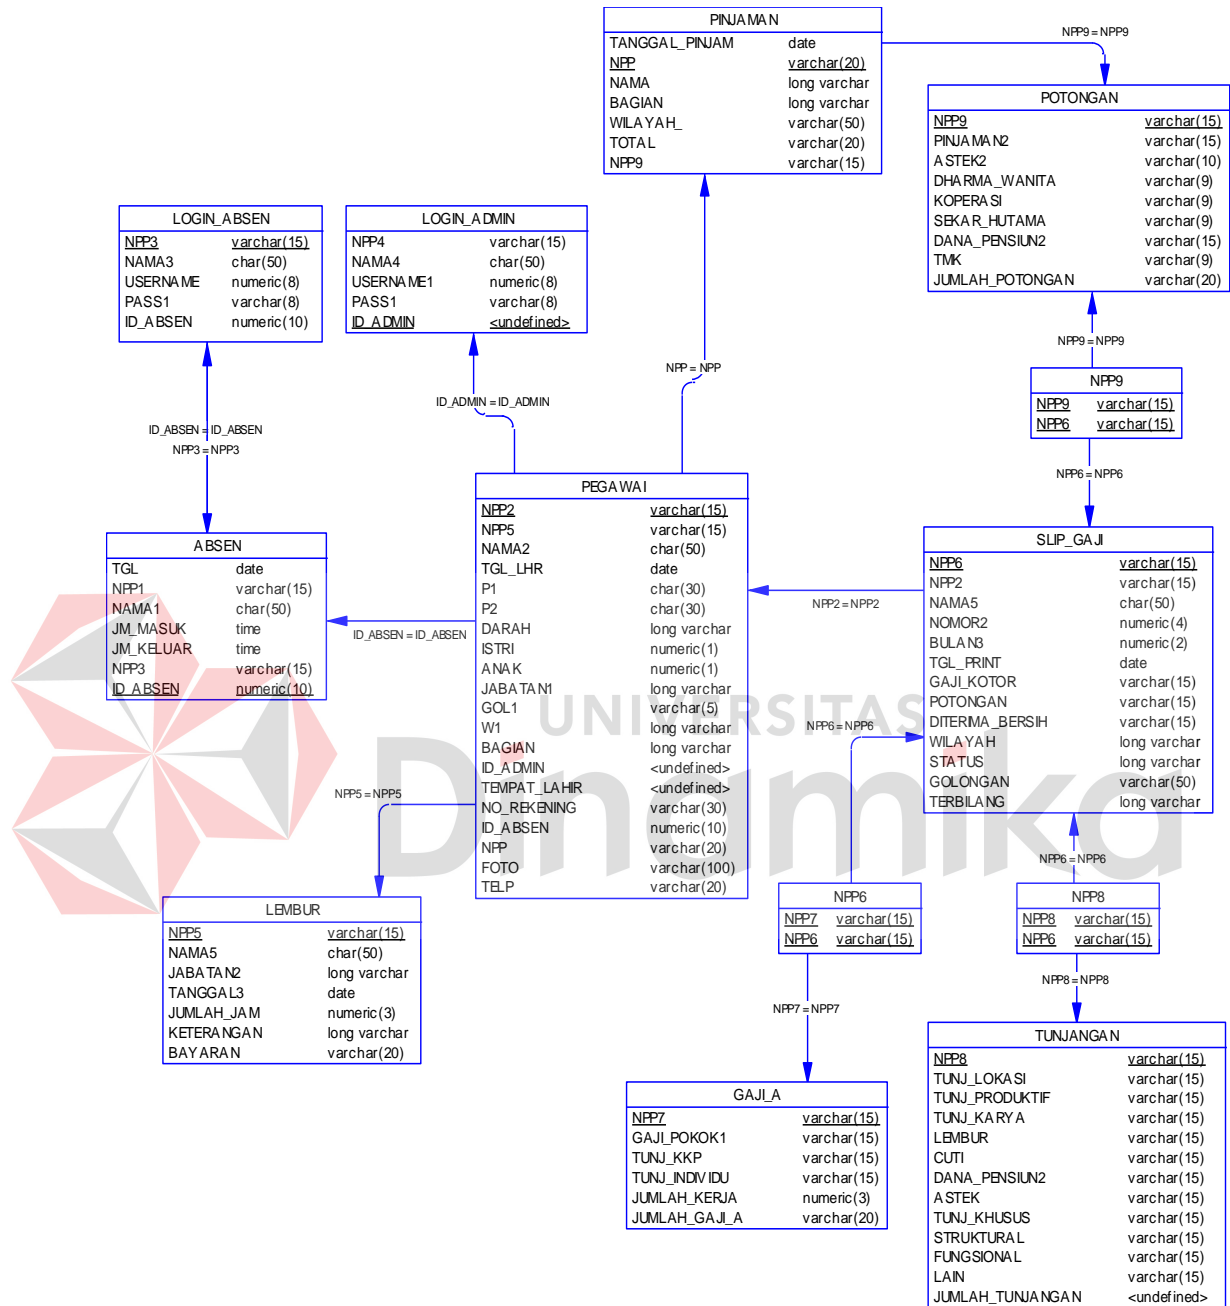 PINJAMAN
TANGGAL_PINJAM date
NPP varchar(20)
NAMA long varchar
BAGIAN long varchar
WILAYAH_ varchar(50)
TOTAL varchar(20)
NPP9 varchar(15)
NPP9 = NPP9
POTONGAN
NPP9 varchar(15)
PINJAMAN2 varchar(15)
ASTEK2 varchar(10)
DHARMA_WANITA varchar(9)
KOPERASI varchar(9)
SEKAR_HUTAMA varchar(9)
DANA_PENSIUN2 varchar(15)
TMK varchar(9)
JUMLAH_POTONGAN varchar(20)
LOGIN_ABSEN
NPP3 varchar(15)
NAMA3 char(50)
USERNAME numeric(8)
PASS1 varchar(8)
ID_ABSEN numeric(10)
LOGIN_ADMIN
NPP4 varchar(15)
NAMA4 char(50)
USERNAME1 numeric(8)
PASS1 varchar(8)
ID_ADMIN <undefined>
NPP9 = NPP9
NPP = NPP
NPP9
NPP9 varchar(15)
NPP6 varchar(15)
ID_ADMIN = ID_ADMIN
ID_ABSEN = ID_ABSEN
NPP3 = NPP3
NPP6 = NPP6
PEGAWAI
NPP2 varchar(15)
NPP5 varchar(15)
NAMA2 char(50)
TGL_LHR date
P1 char(30)
P2 char(30)
DARAH long varchar
ISTRI numeric(1)
ANAK numeric(1)
JABATAN1 long varchar
GOL1 varchar(5)
W1 long varchar
BAGIAN long varchar
ID_ADMIN <undefined>
TEMPAT_LAHIR <undefined>
NO_REKENING varchar(30)
ID_ABSEN numeric(10)
NPP varchar(20)
FOTO varchar(100)
TELP varchar(20)
ABSEN
TGL date
NPP1 varchar(15)
NAMA1 char(50)
JM_MASUK time
JM_KELUAR time
NPP3 varchar(15)
ID_ABSEN numeric(10)
ID_ABSEN = ID_ABSEN
NPP2 = NPP2
SLIP_GAJI
NPP6 varchar(15)
NPP2 varchar(15)
NAMA5 char(50)
NOMOR2 numeric(4)
BULAN3 numeric(2)
TGL_PRINT date
GAJI_KOTOR varchar(15)
POTONGAN varchar(15)
DITERIMA_BERSIH varchar(15)
WILAYAH long varchar
STATUS long varchar
GOLONGAN varchar(50)
TERBILANG long varchar
UNIVERSITAS
Dinamika
NPP6 = NPP6
NPP5 = NPP5
NPP6 = NPP6
LEMBUR
NPP5 varchar(15)
NAMA5 char(50)
JABATAN2 long varchar
TANGGAL3 date
JUMLAH_JAM numeric(3)
KETERANGAN long varchar
BAYARAN varchar(20)
NPP6
NPP7 varchar(15)
NPP6 varchar(15)
NPP8
NPP8 varchar(15)
NPP6 varchar(15)
NPP7 = NPP7
NPP8 = NPP8
GAJI_A
NPP7 varchar(15)
GAJI_POKOK1 varchar(15)
TUNJ_KKP varchar(15)
TUNJ_INDIVIDU varchar(15)
JUMLAH_KERJA numeric(3)
JUMLAH_GAJI_A varchar(20)
TUNJANGAN
NPP8 varchar(15)
TUNJ_LOKASI varchar(15)
TUNJ_PRODUKTIF varchar(15)
TUNJ_KARYA varchar(15)
LEMBUR varchar(15)
CUTI varchar(15)
DANA_PENSIUN2 varchar(15)
ASTEK varchar(15)
TUNJ_KHUSUS varchar(15)
STRUKTURAL varchar(15)
FUNGSIONAL varchar(15)
LAIN varchar(15)
JUMLAH_TUNJANGAN <undefined>